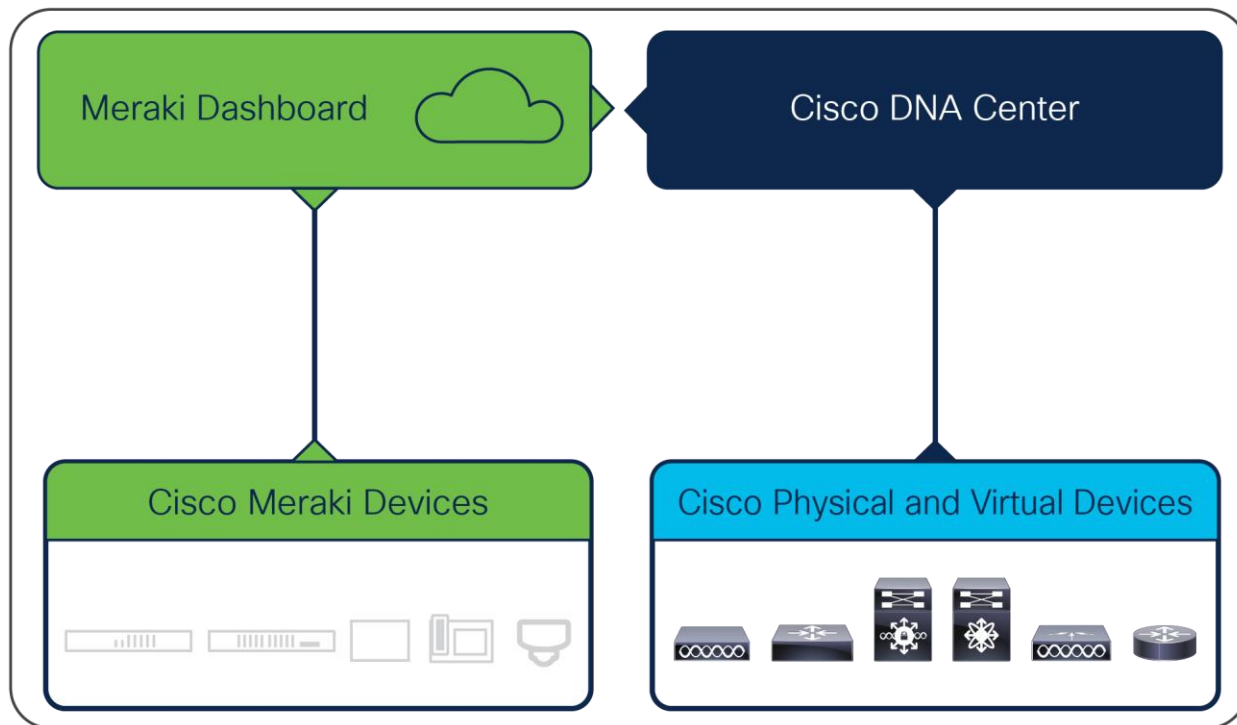 Meraki Dashboard
Cisco DNA Center
Cisco Meraki Devices
Cisco Physical and Virtual Devices